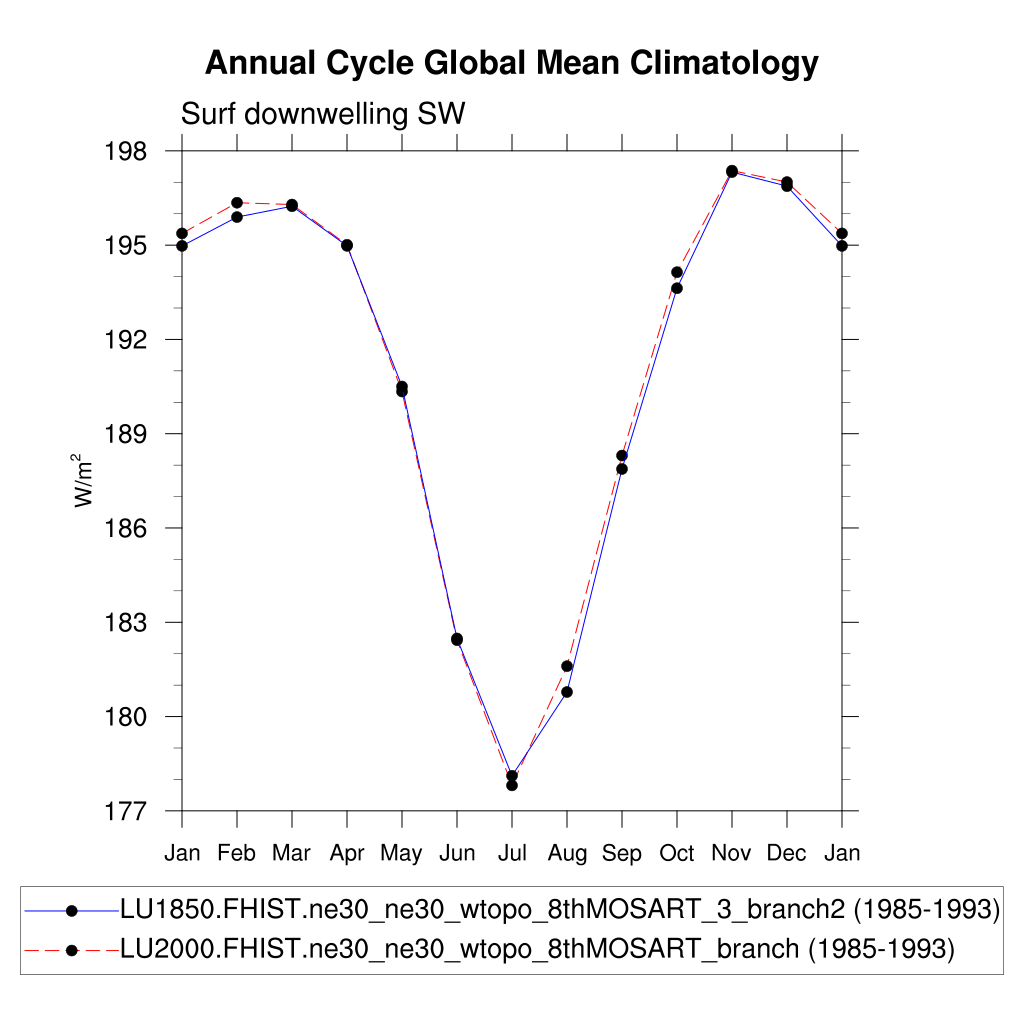 Annual Cycle Global Mean Climatology
Surf downwelling SW
198
195
192
189
186
183
180
177
W/m²
Jan Feb Mar Apr May Jun Jul Aug Sep Oct Nov Dec Jan
LU1850.FHIST.ne30_ne30_wtopo_8thMOSART_3_branch2 (1985-1993)
LU2000.FHIST.ne30_ne30_wtopo_8thMOSART_branch (1985-1993)